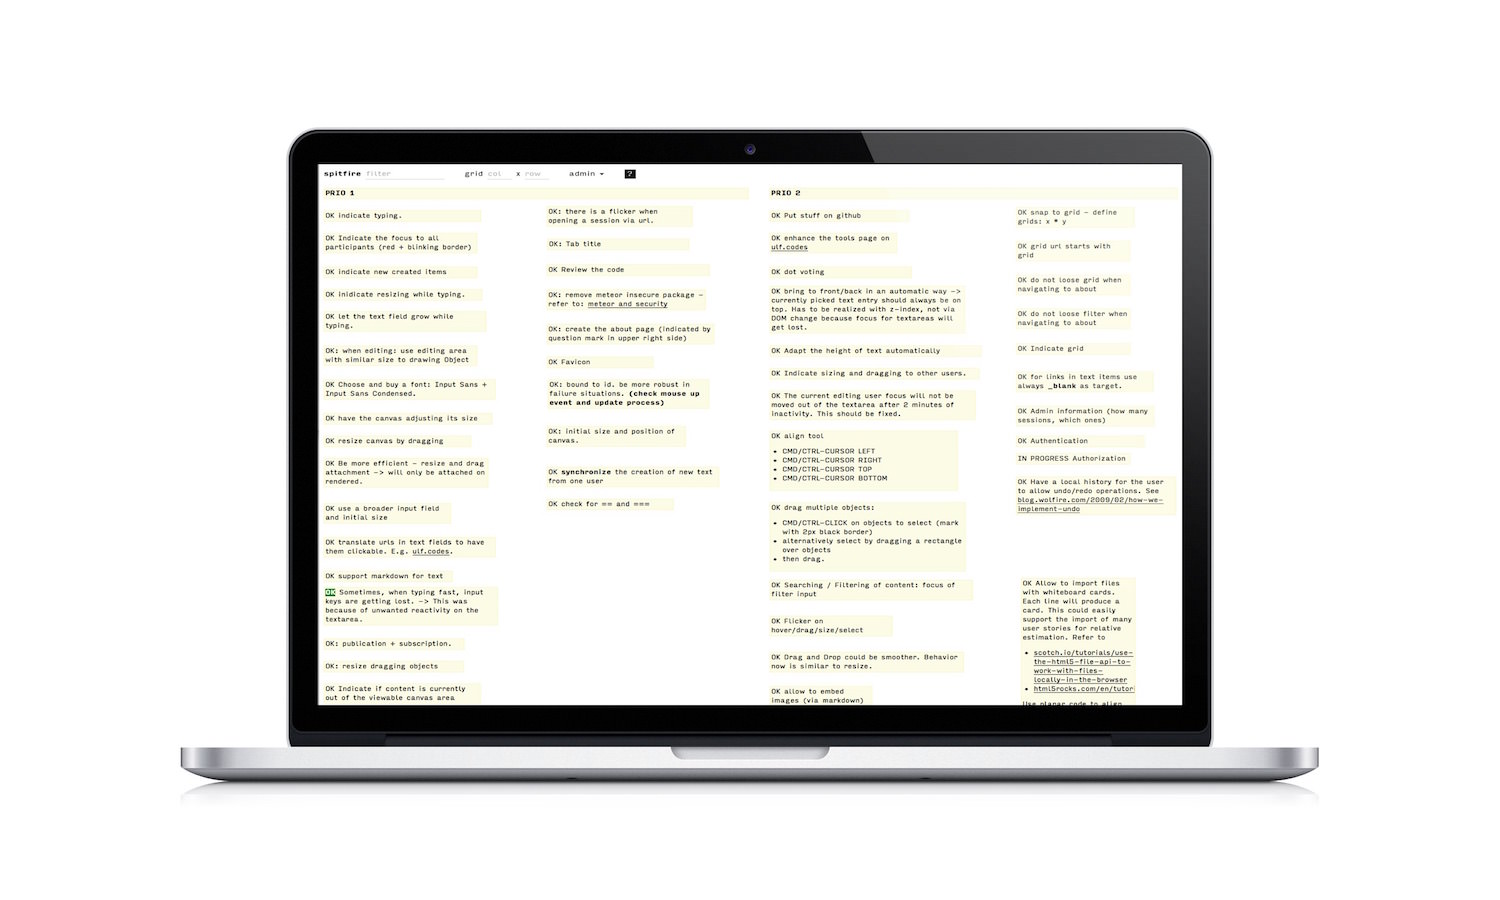 spitfire filter grid col x row admin ?
PRIO 1
OK indicate typing.
OK Indicate the focus to all
participants (red + blinking border)
OK indicate new created items
OK inidicate resizing while typing.
OK let the text field grow while
typing.
OK: when editing: use editing area
with similar size to drawing Object
OK Choose and buy a font: Input Sans +
Input Sans Condensed.
OK have the canvas adjusting its size
OK resize canvas by dragging
OK Be more efficient - resize and drag
attachment -> will only be attached on
rendered.
OK use a broader input field
and initial size
OK translate urls in text fields to have
them clickable. E.g. ulf.codes.
OK support markdown for text
OK Sometimes, when typing fast, input
keys are getting lost. -> This was
because of unwanted reactivity on the
textarea.
OK: publication + subscription.
OK: resize dragging objects
OK Indicate if content is currently
out of the viewable canvas area
OK: there is a flicker when
opening a session via url.
OK: Tab title
OK Review the code
OK: remove meteor insecure package -
refer to: meteor and security
OK: create the about page (indicated by
question mark in upper right side)
OK Favicon
OK: bound to id. be more robust in
failure situations. (check mouse up
event and update process)
OK: initial size and position of
canvas.
OK synchronize the creation of new text
from one user
OK check for == and ===
PRIO 2
OK Put stuff on github
OK enhance the tools page on
ulf.codes
OK dot voting
OK bring to front/back in an automatic way ->
currently picked text entry should always be on
top. Has to be realized with z-index, not via
DOM change because focus for textareas will
get lost.
OK Adapt the height of text automatically
OK Indicate sizing and dragging to other users.
OK The current editing user focus will not be
moved out of the textarea after 2 minutes of
inactivity. This should be fixed.
OK align tool
• CMD/CTRL-CURSOR LEFT
• CMD/CTRL-CURSOR RIGHT
• CMD/CTRL-CURSOR TOP
• CMD/CTRL-CURSOR BOTTOM
OK drag multiple objects:
• CMD/CTRL-CLICK on objects to select (mark
with 2px black border)
• alternatively select by dragging a rectangle
over objects
• then drag.
OK Searching / Filtering of content: focus of
filter input
OK Flicker on
hover/drag/size/select
OK Drag and Drop could be smoother. Behavior
now is similar to resize.
OK allow to embed
images (via markdown)
OK snap to grid - define
grids: x * y
OK grid url starts with
grid
OK do not loose grid when
navigating to about
OK do not loose filter when
navigating to about
OK Indicate grid
OK for links in text items use
always _blank as target.
OK Admin information (how many
sessions, which ones)
OK Authentication
IN PROGRESS Authorization
OK Have a local history for the user
to allow undo/redo operations. See
blog.wolfire.com/2009/02/how-we-
implement-undo
OK Allow to import files
with whiteboard cards.
Each line will produce a
card. This could easily
support the import of many
user stories for relative
estimation. Refer to
• scotch.io/tutorials/use-
the-html5-file-api-to-
work-with-files-
locally-in-the-browser
• html5rocks.com/en/tutor
Use planar code to align